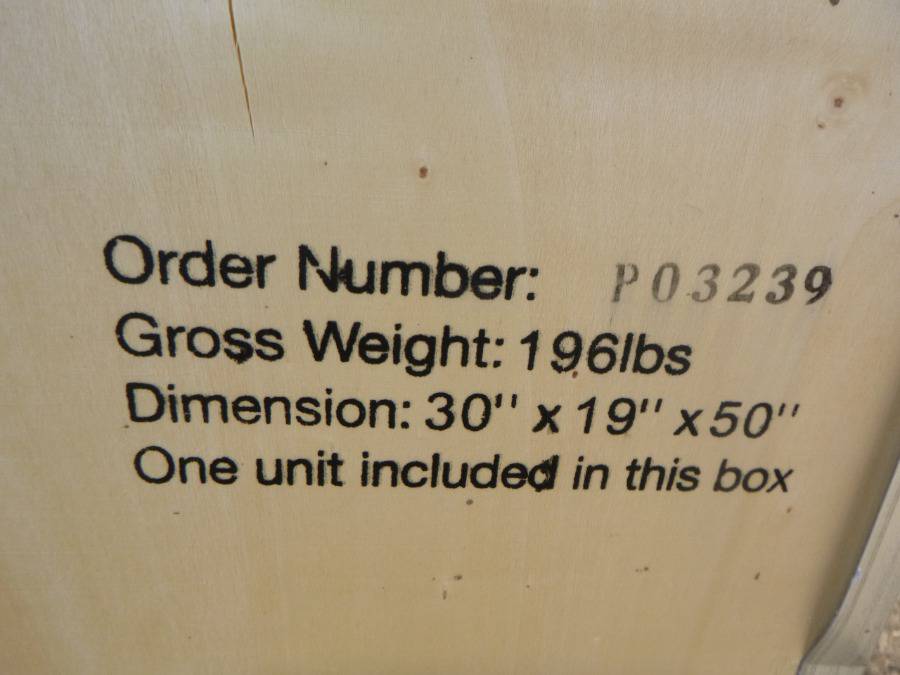 Order Number: P03239
Gross Weight: 196lbs
Dimension: 30" x 19" x 50"
One unit included in this box